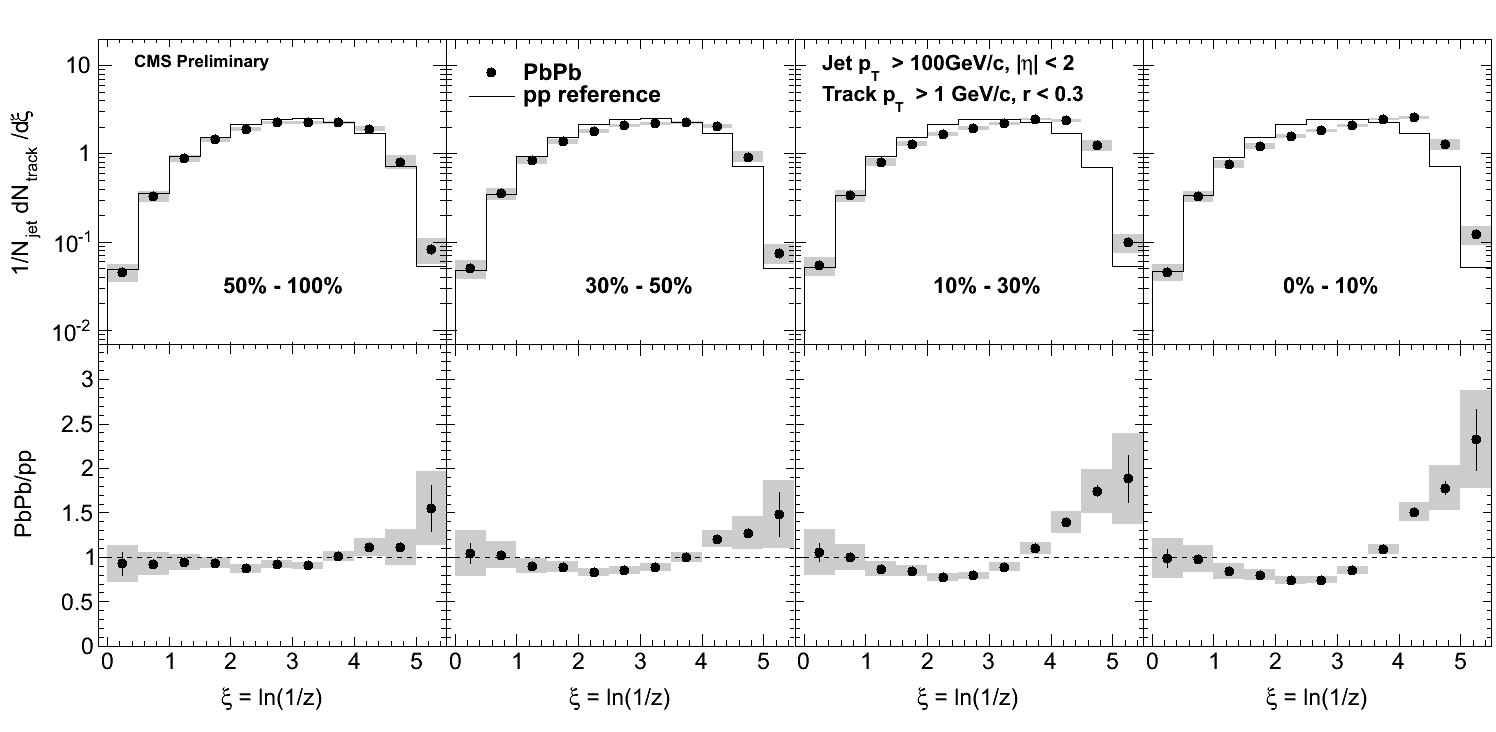 CMS Preliminary
PbPb
pp reference
Jet p_T > 100GeV/c, |η| < 2
Track p_T > 1 GeV/c, r < 0.3
1/N_jet dN_track/dξ
10
1
10^-1
10^-2
50% - 100%
30% - 50%
10% - 30%
0% - 10%
PbPb/pp
3
2.5
2
1.5
1
0.5
0
0 1 2 3 4 5
0 1 2 3 4 5
0 1 2 3 4 5
0 1 2 3 4 5
ξ = ln(1/z)
ξ = ln(1/z)
ξ = ln(1/z)
ξ = ln(1/z)